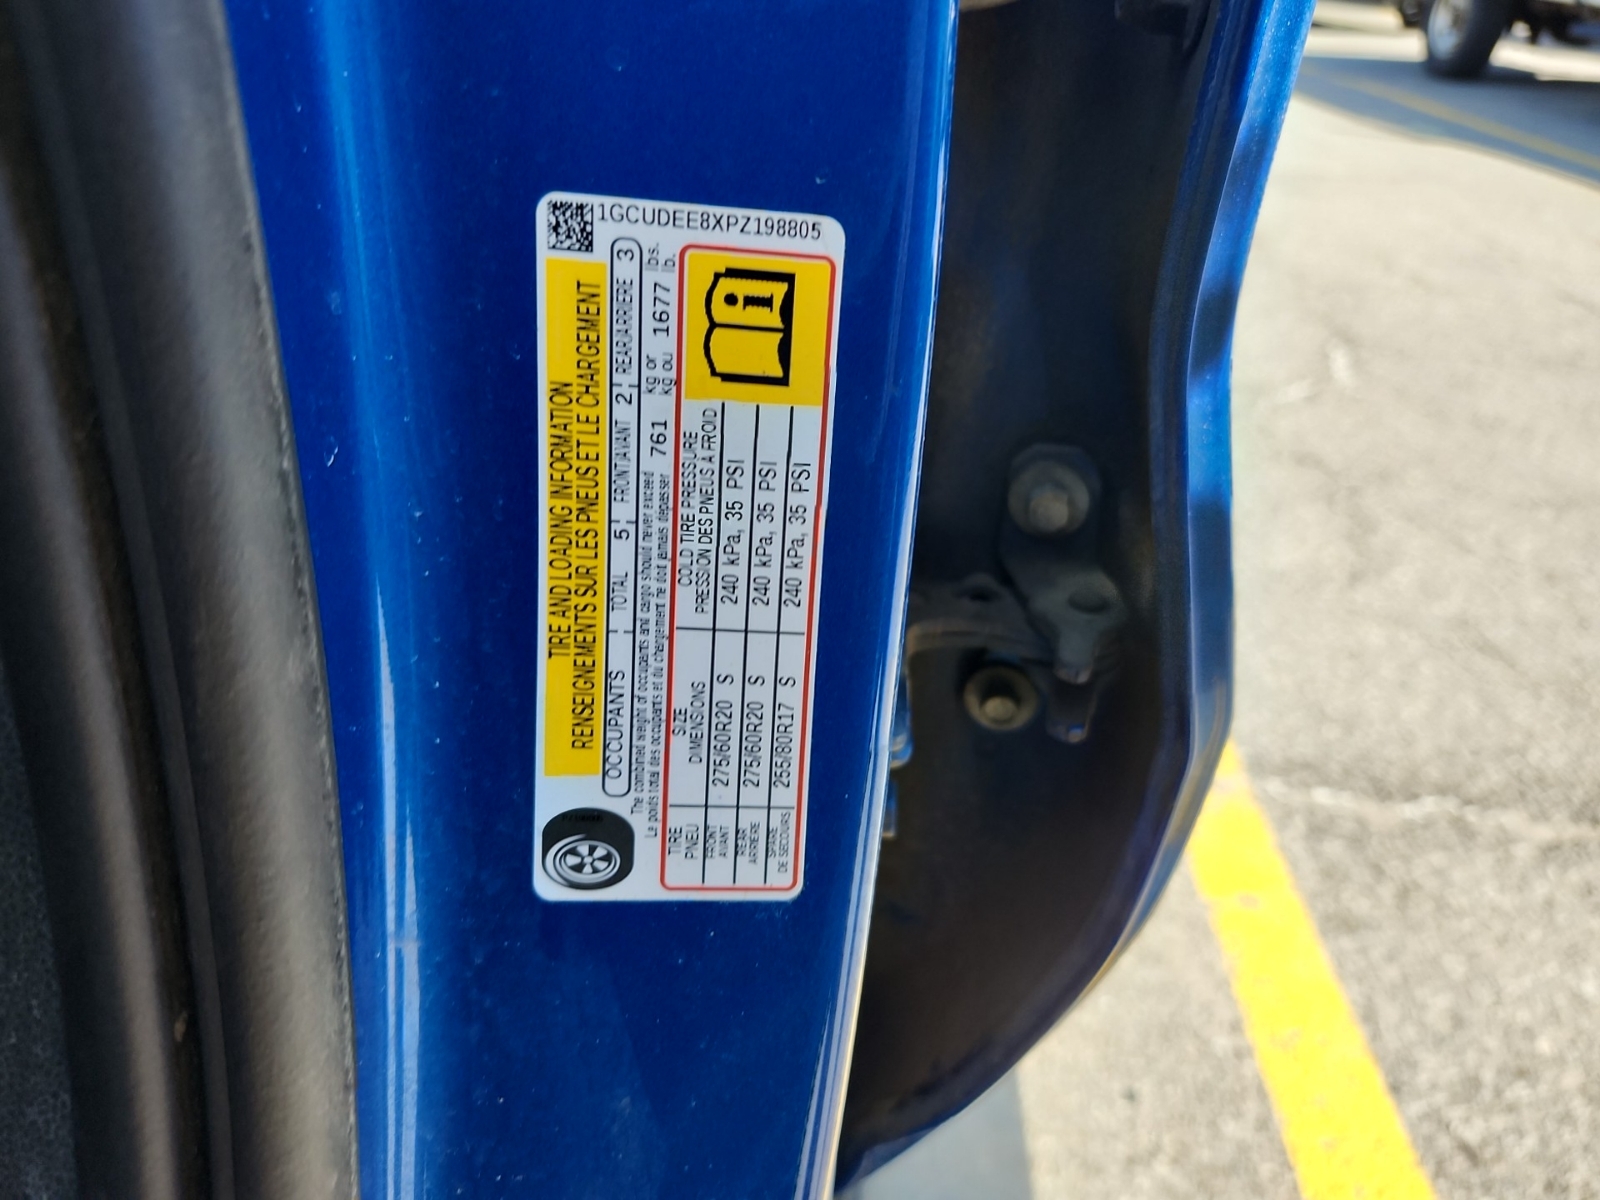 1GCUDEE8XPZ198805
TIRE AND LOADING INFORMATION
RENSEIGNEMENTS SUR LES PNEUS ET LE CHARGEMENT
OCCUPANTS TOTAL 5 FRONT/AVANT 2 REAR/ARRIERE 3
The combined weight of occupants and cargo should never exceed 761 kg or 1677 lbs.
Le poids total des occupants et du chargement ne doit jamais dépasser kg ou lb.
TIRE SIZE COLD TIRE PRESSURE
PNEU DIMENSIONS PRESSION DES PNEUS A FROID
FRONT 275/60R20 S 240 kPa, 35 PSI
AVANT
REAR 275/60R20 S 240 kPa, 35 PSI
ARRIERE
SPARE 255/80R17 S 240 kPa, 35 PSI
DE SECOURS